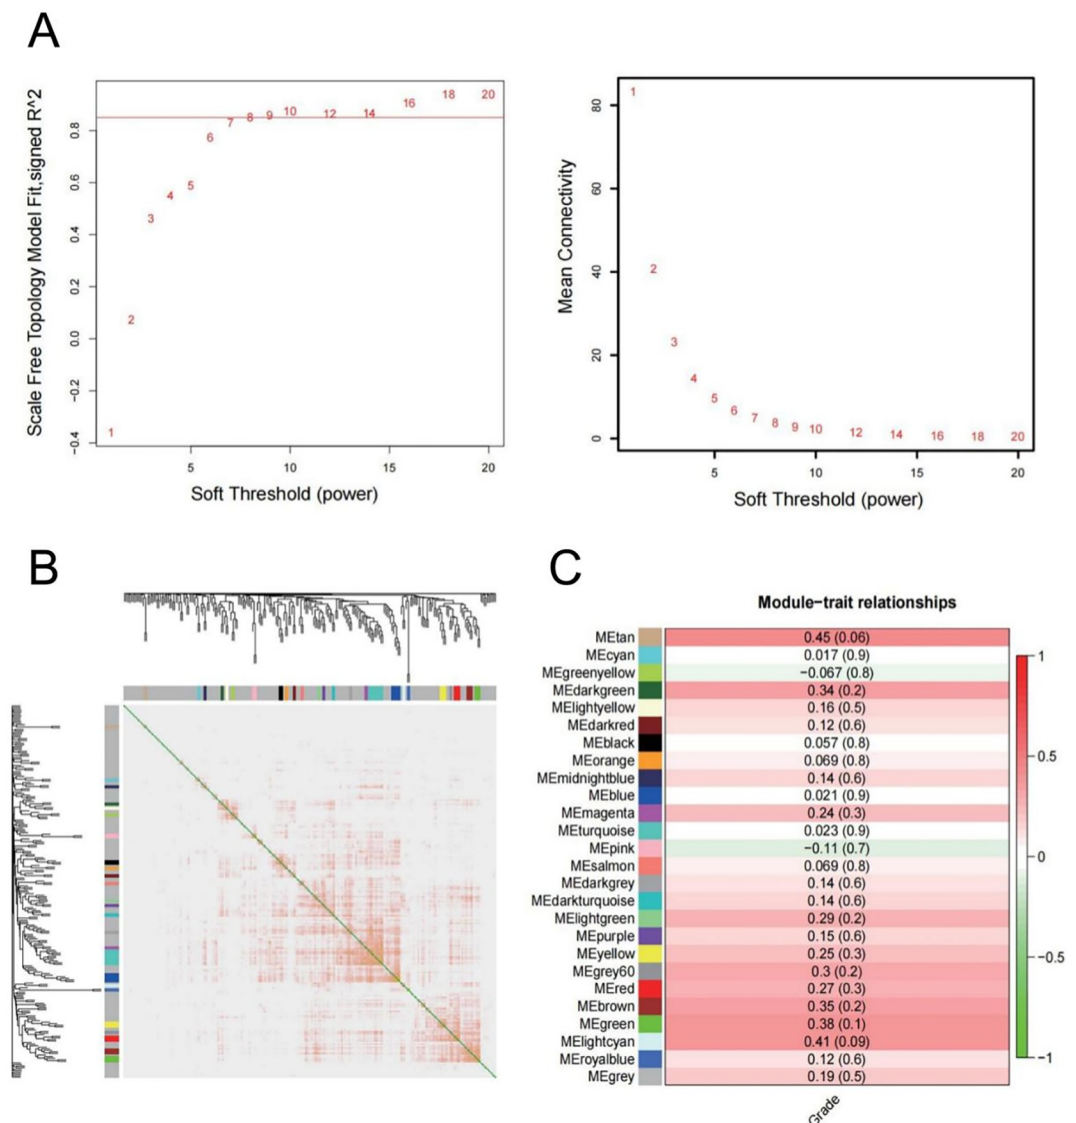 A
Scale Free Topology Model Fit,signed R^2
0.8
0.6
0.4
0.2
0.0
−0.2
−0.4
1
2
3
4
5
6
7
8
9
10
12
14
16
18
20
5
10
15
20
Soft Threshold (power)
Mean Connectivity
80
60
40
20
0
1
2
3
4
5
6
7
8
9
10
12
14
16
18
20
5
10
15
20
Soft Threshold (power)
B
C
Module−trait relationships
MEtan 0.45 (0.06)
MEcyan 0.017 (0.9)
MEgreenyellow −0.067 (0.8)
MEdarkgreen 0.34 (0.2)
MElightyellow 0.16 (0.5)
MEdarkred 0.12 (0.6)
MEblack 0.057 (0.8)
MEorange 0.069 (0.8)
MEmidnightblue 0.14 (0.6)
MEblue 0.021 (0.9)
MEmagenta 0.24 (0.3)
MEturquoise 0.023 (0.9)
MEpink −0.11 (0.7)
MEsalmon 0.069 (0.8)
MEdarkgrey 0.14 (0.6)
MEdarkturquoise 0.14 (0.6)
MElightgreen 0.29 (0.2)
MEpurple 0.15 (0.6)
MEyellow 0.25 (0.3)
MEgrey60 0.3 (0.2)
MEred 0.27 (0.3)
MEbrown 0.35 (0.2)
MEgreen 0.38 (0.1)
MElightcyan 0.41 (0.09)
MEroyalblue 0.12 (0.6)
MEgrey 0.19 (0.5)
1
0.5
0
−0.5
−1
Grade